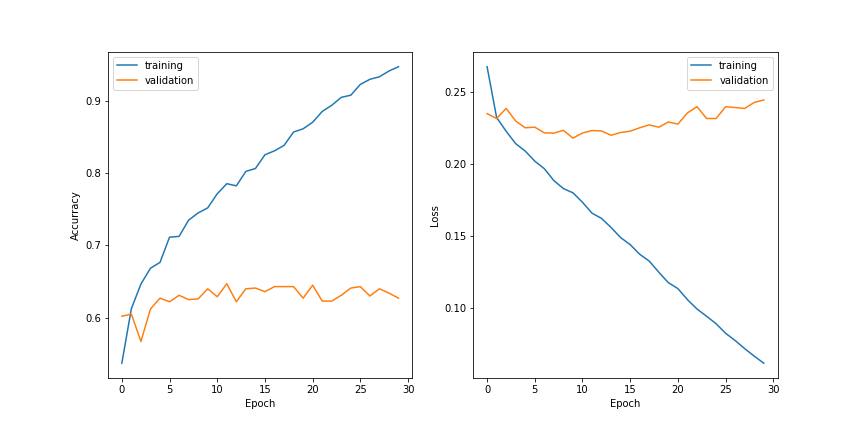 training
validation
0.9
0.8
0.7
0.6
Accurracy
0 5 10 15 20 25 30
Epoch
training
validation
0.25
0.20
0.15
0.10
Loss
0 5 10 15 20 25 30
Epoch